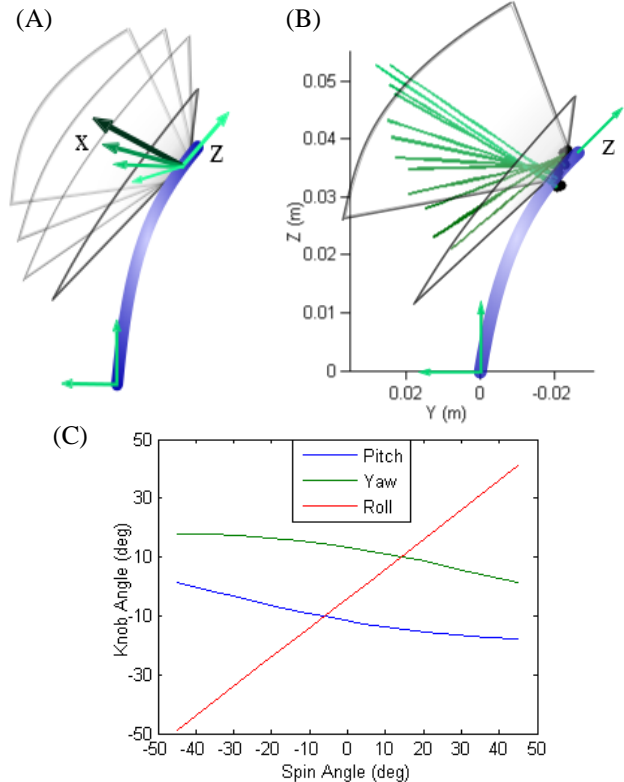 (A)
X
Z
(B)
0.05
0.04
0.03
0.02
0.01
0
Z (m)
Z
0.02
0
-0.02
Y (m)
(C)
50
30
10
-10
-30
-50
Knob Angle (deg)
Pitch
Yaw
Roll
-50 -40 -30 -20 -10 0 10 20 30 40 50
Spin Angle (deg)